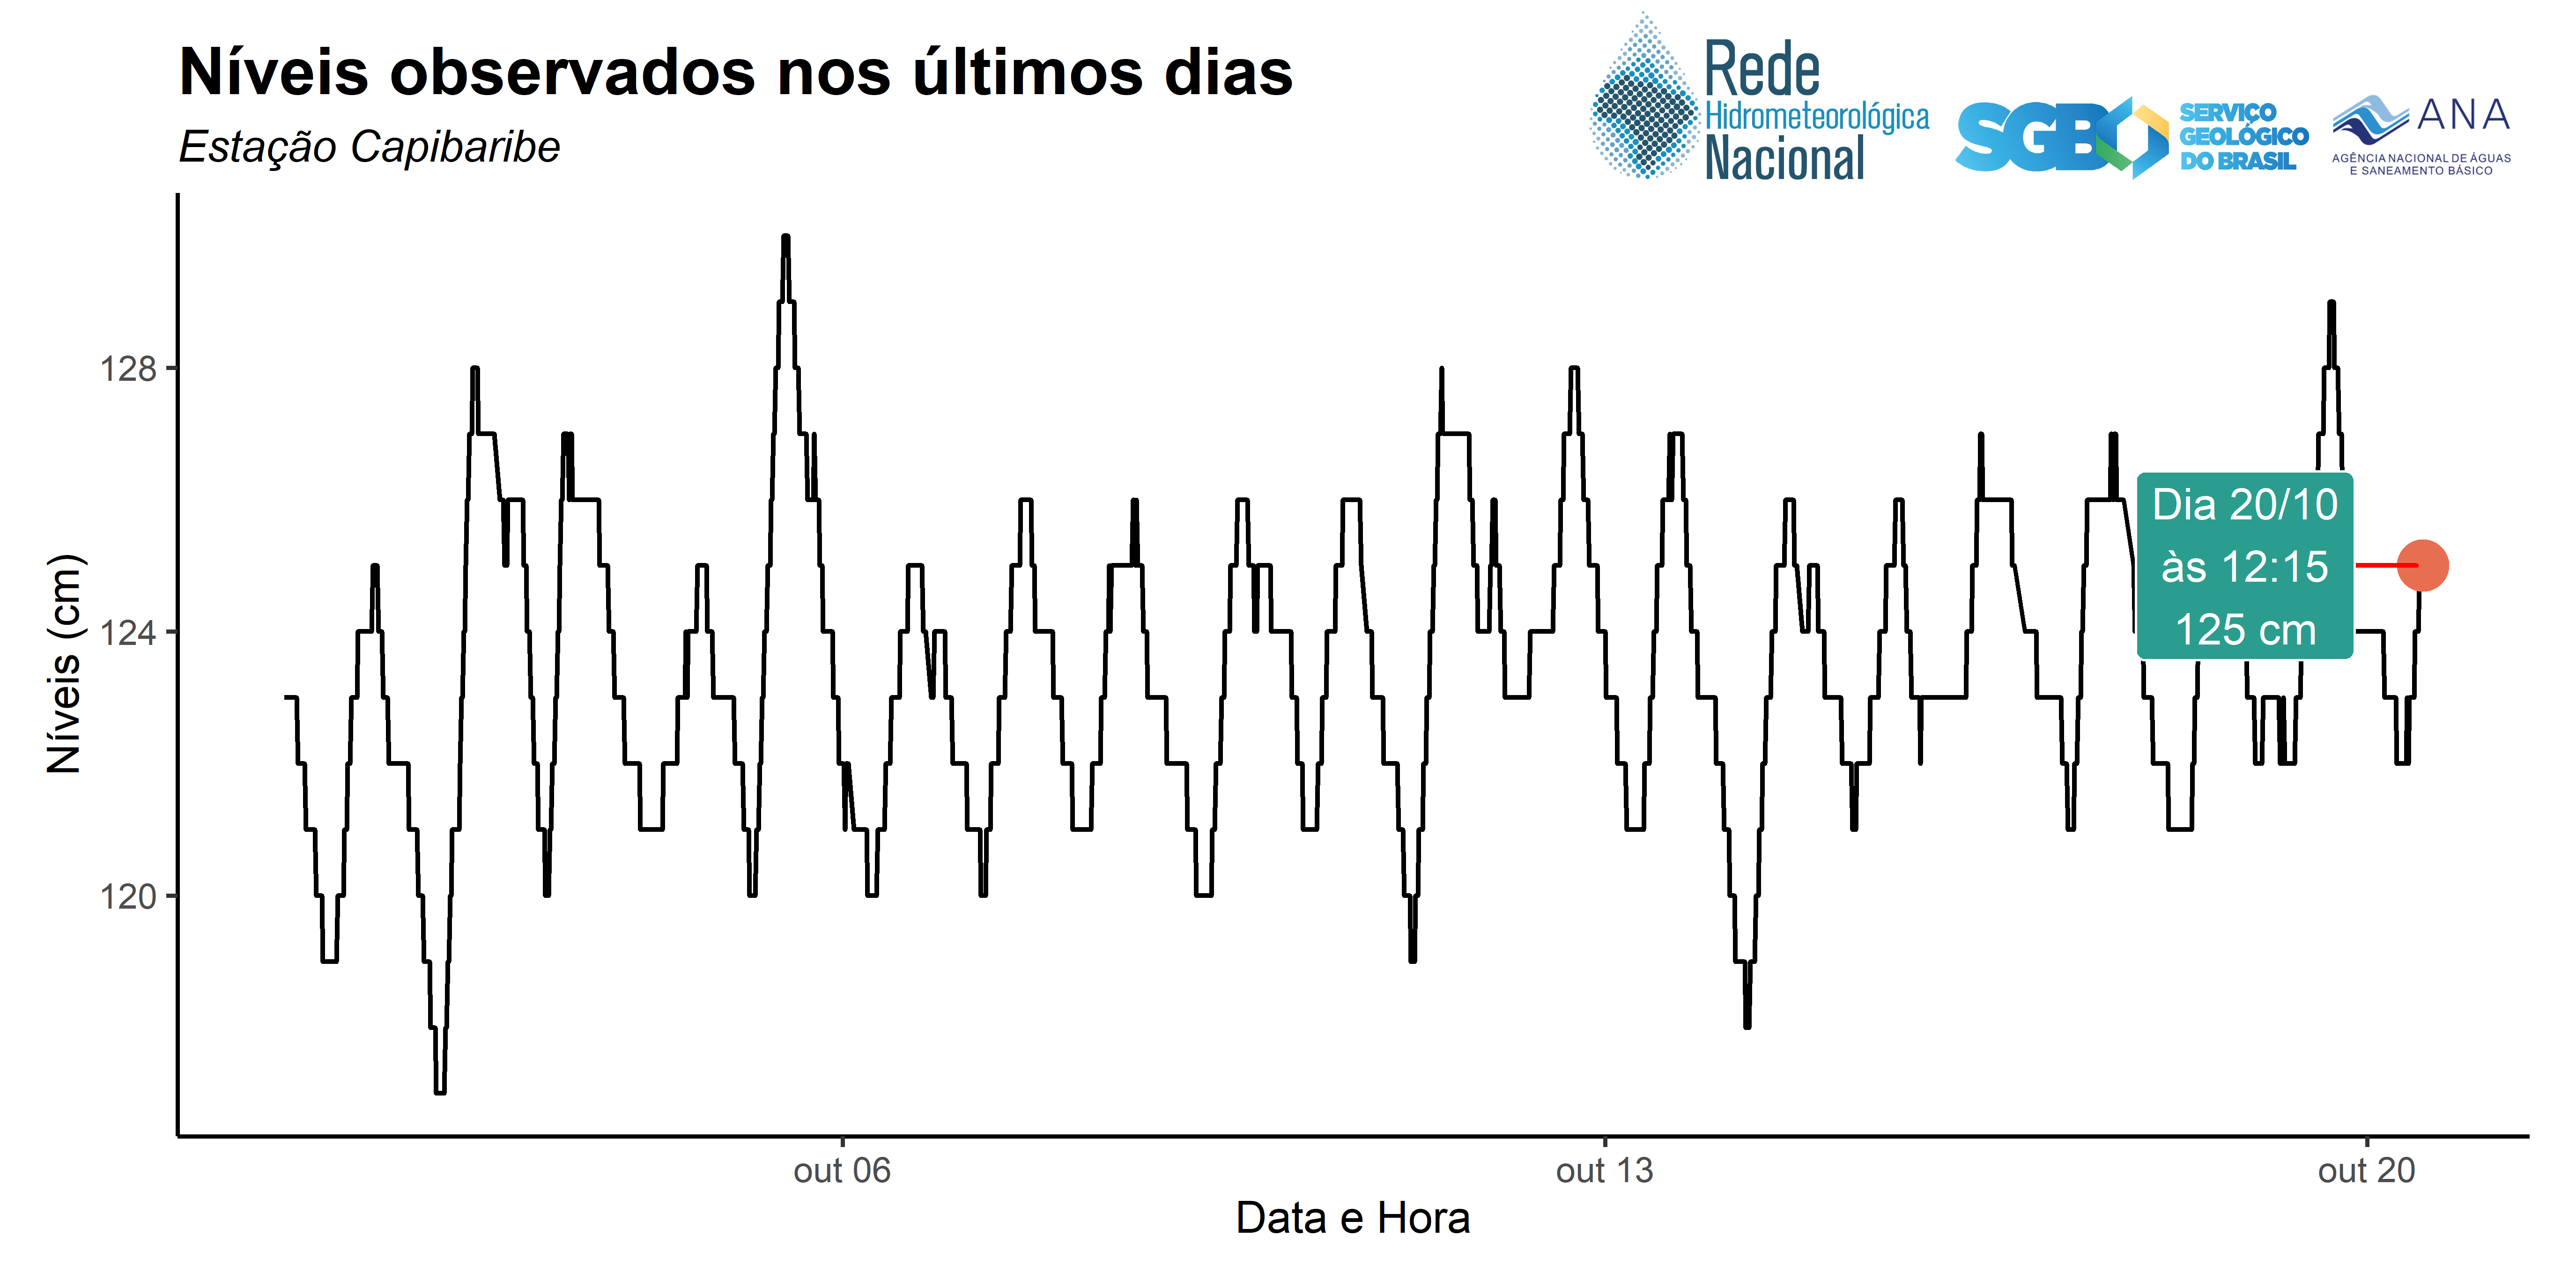 Níveis observados nos últimos dias
Estação Capibaribe
Rede
Hidrometeorológica
Nacional
SGB
SERVIÇO
GEOLÓGICO
DO BRASIL
ANA
AGÊNCIA NACIONAL DE ÁGUAS
E SANEAMENTO BÁSICO
Níveis (cm)
128
124
120
Dia 20/10
às 12:15
125 cm
out 06
out 13
out 20
Data e Hora